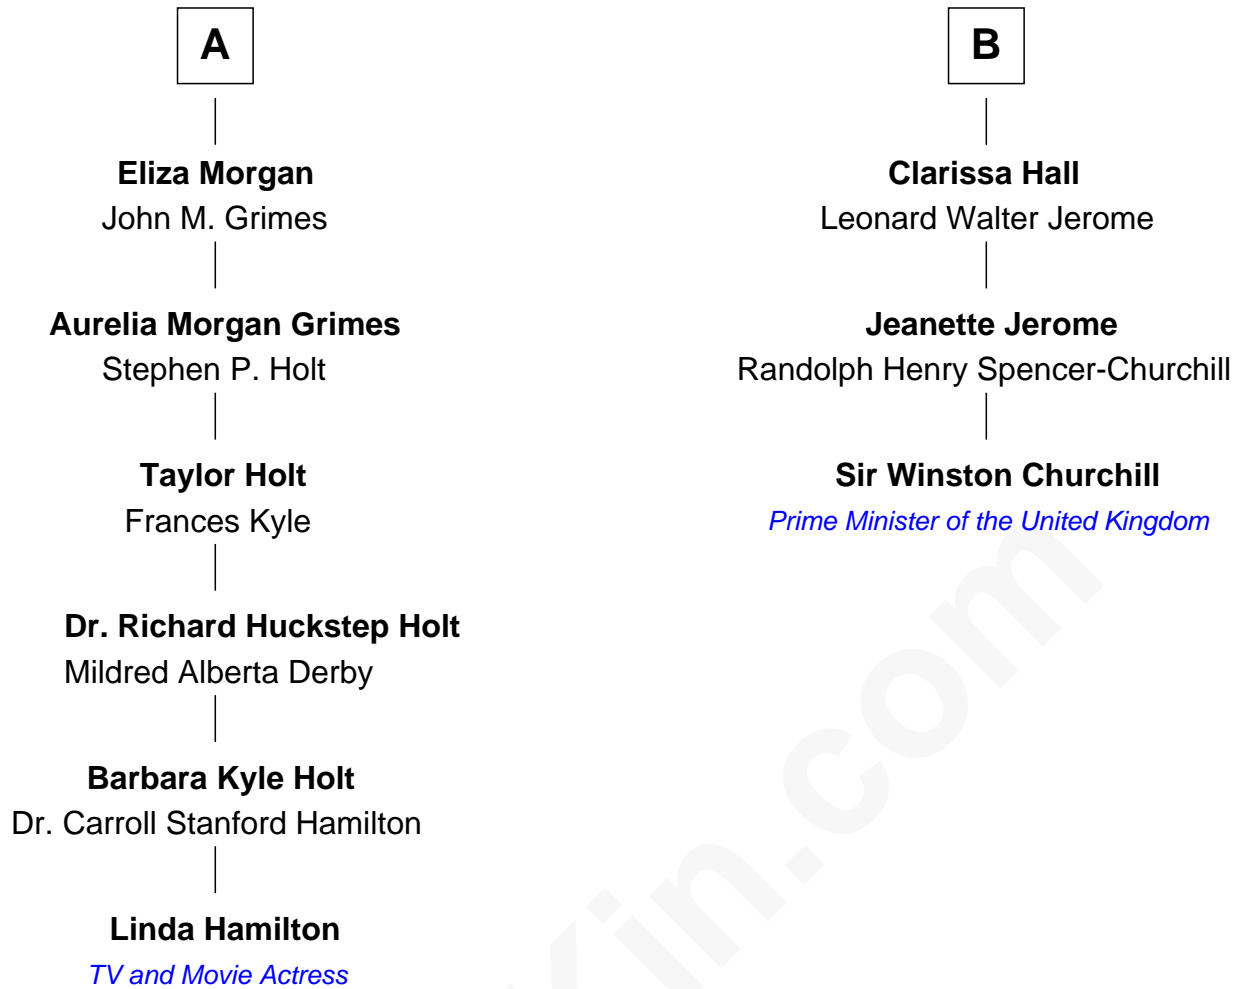 A
Eliza Morgan
John M. Grimes
Aurelia Morgan Grimes
Stephen P. Holt
Taylor Holt
Frances Kyle
Dr. Richard Huckstep Holt
Mildred Alberta Derby
Barbara Kyle Holt
Dr. Carroll Stanford Hamilton
Linda Hamilton
TV and Movie Actress
B
Clarissa Hall
Leonard Walter Jerome
Jeanette Jerome
Randolph Henry Spencer-Churchill
Sir Winston Churchill
Prime Minister of the United Kingdom
Kin.com